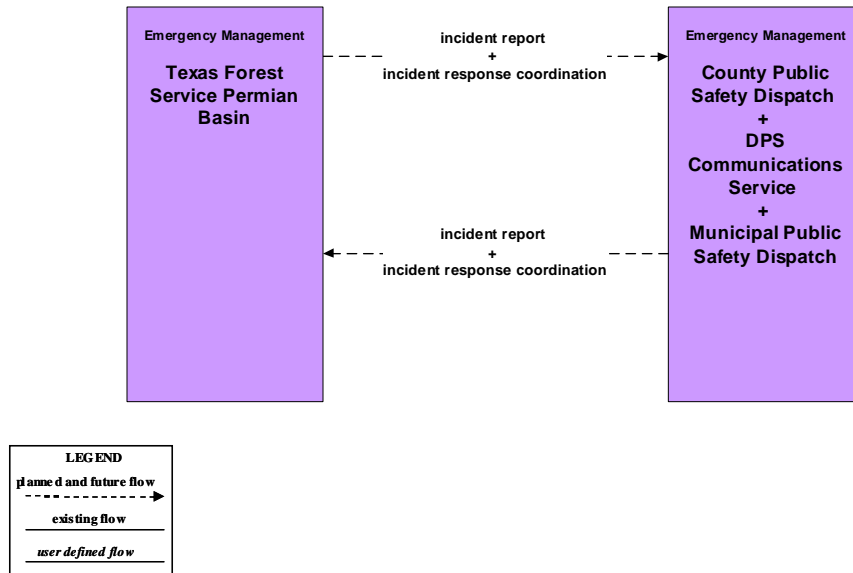 Emergency Management
Texas Forest
Service Permian
Basin
incident report
+
incident response coordination
incident report
+
incident response coordination
Emergency Management
County Public
Safety Dispatch
+
DPS
Communications
Service
+
Municipal Public
Safety Dispatch
LEGEND
planned and future flow
existing flow
user defined flow